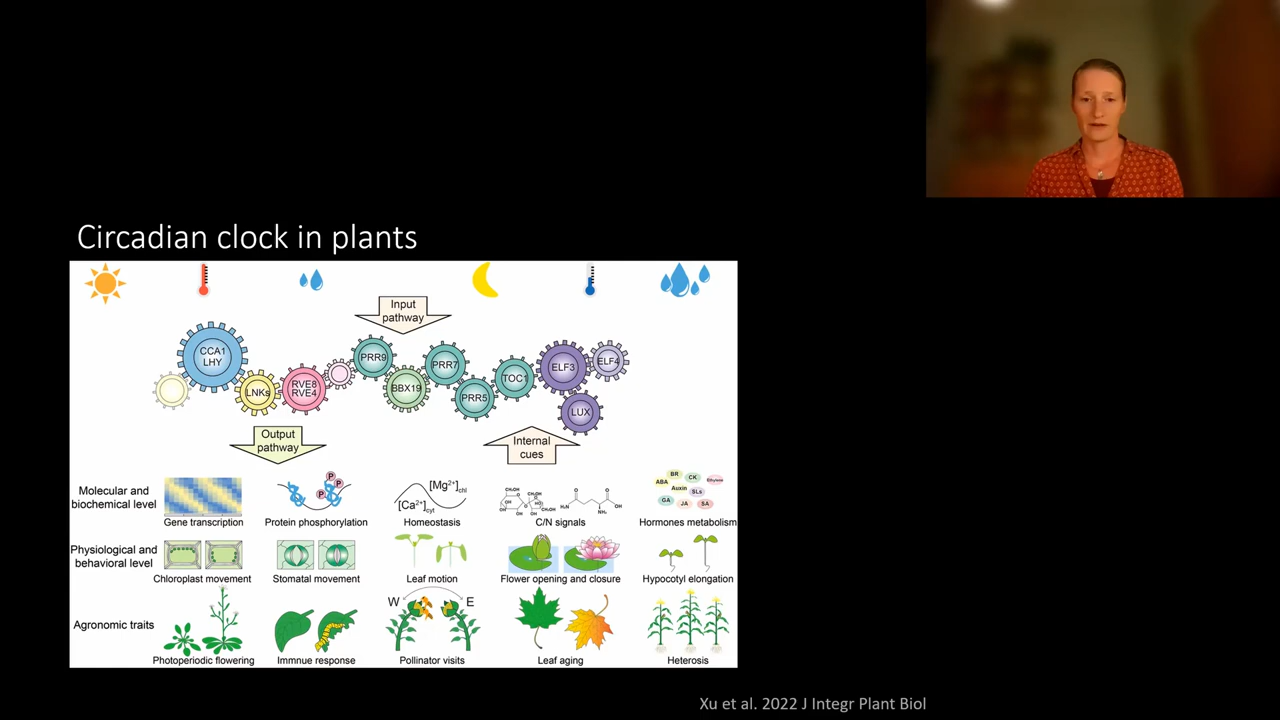 Circadian clock in plants
Input
pathway
CCA1
LHY
LNKs
RVE8
RVE4
PRR9
BBX19
PRR7
PRR5
TOC1
ELF3
ELF4
LUX
Output
pathway
Internal
cues
Molecular and
biochemical level
P
P
P
[Mg²⁺]chl
[Ca²⁺]cyt
BR
CK
Ethylene
ABA
Auxin
SLs
GA
JA
SA
Gene transcription
Protein phosphorylation
Homeostasis
C/N signals
Hormones metabolism
Physiological and
behavioral level
Chloroplast movement
Stomatal movement
Leaf motion
Flower opening and closure
Hypocotyl elongation
Agronomic traits
W
E
Photoperiodic flowering
Immnue response
Pollinator visits
Leaf aging
Heterosis
Xu et al. 2022 J Integr Plant Biol